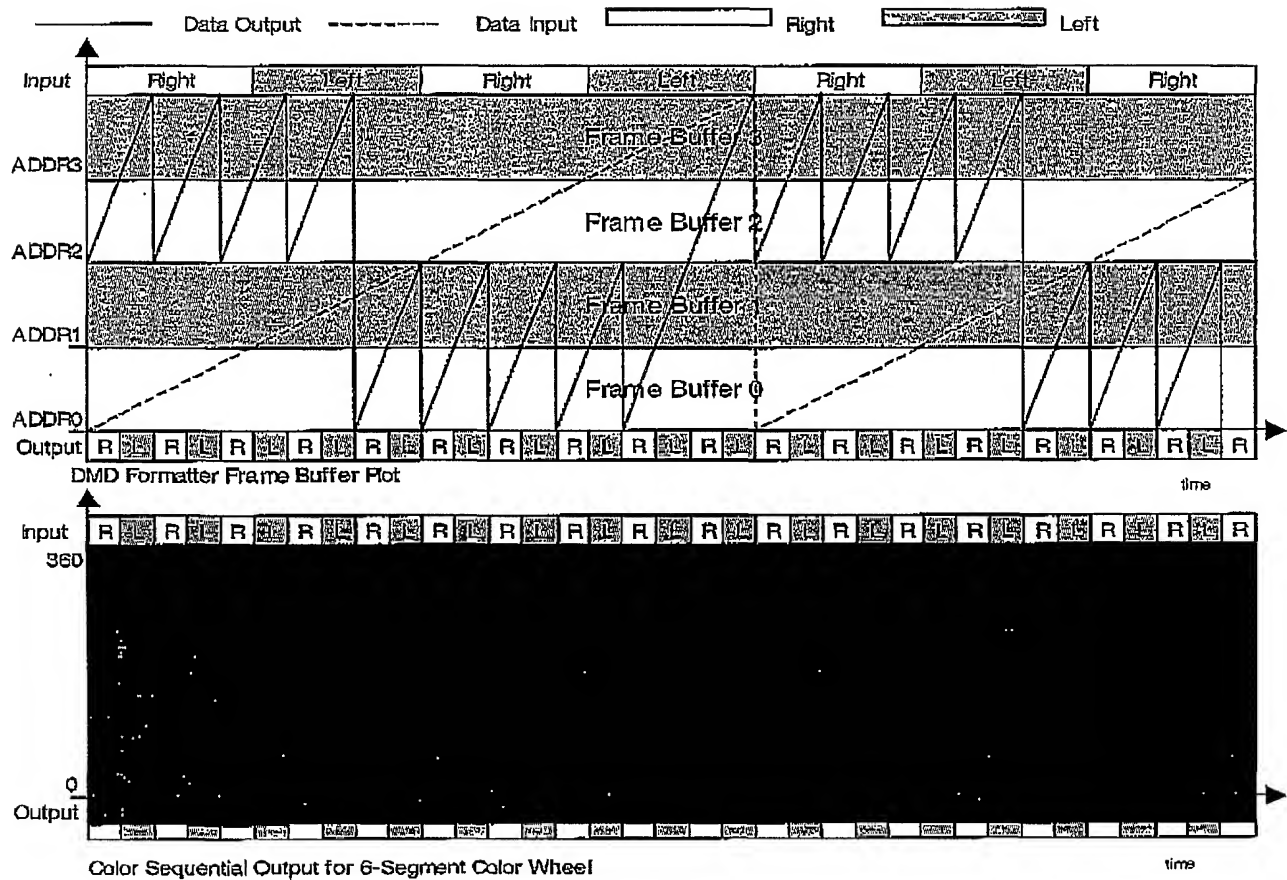 Data Output Data Input Right Left
Input Right Left Right Left Right Left Right
Frame Buffer 3
ADDR3
Frame Buffer 2
ADDR2
Frame Buffer
ADDR1
Frame Buffer 0
ADDR0
Output R L R L R L R L R L R L R L R L R L R L R L R L R L R L R L R L R L R
DMD Formatter Frame Buffer Plot
time
Input R L R L R L R L R L R L R L R L R L R L R L R L R L R L R L R L R L R
360
0
Output
Color Sequential Output for 6-Segment Color Wheel
time